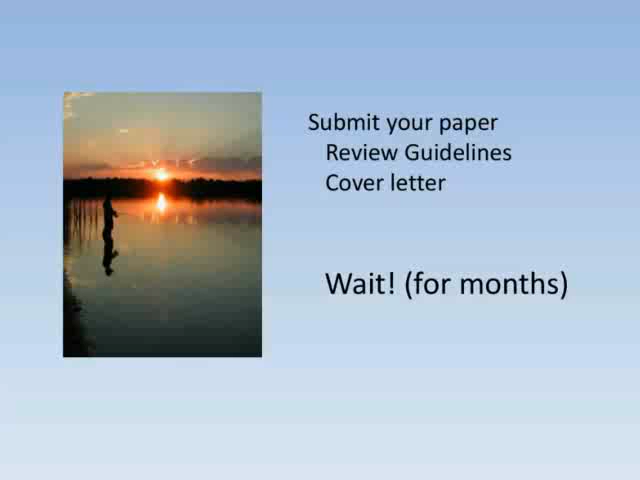 Submit your paper
Review Guidelines
Cover letter
Wait! (for months)